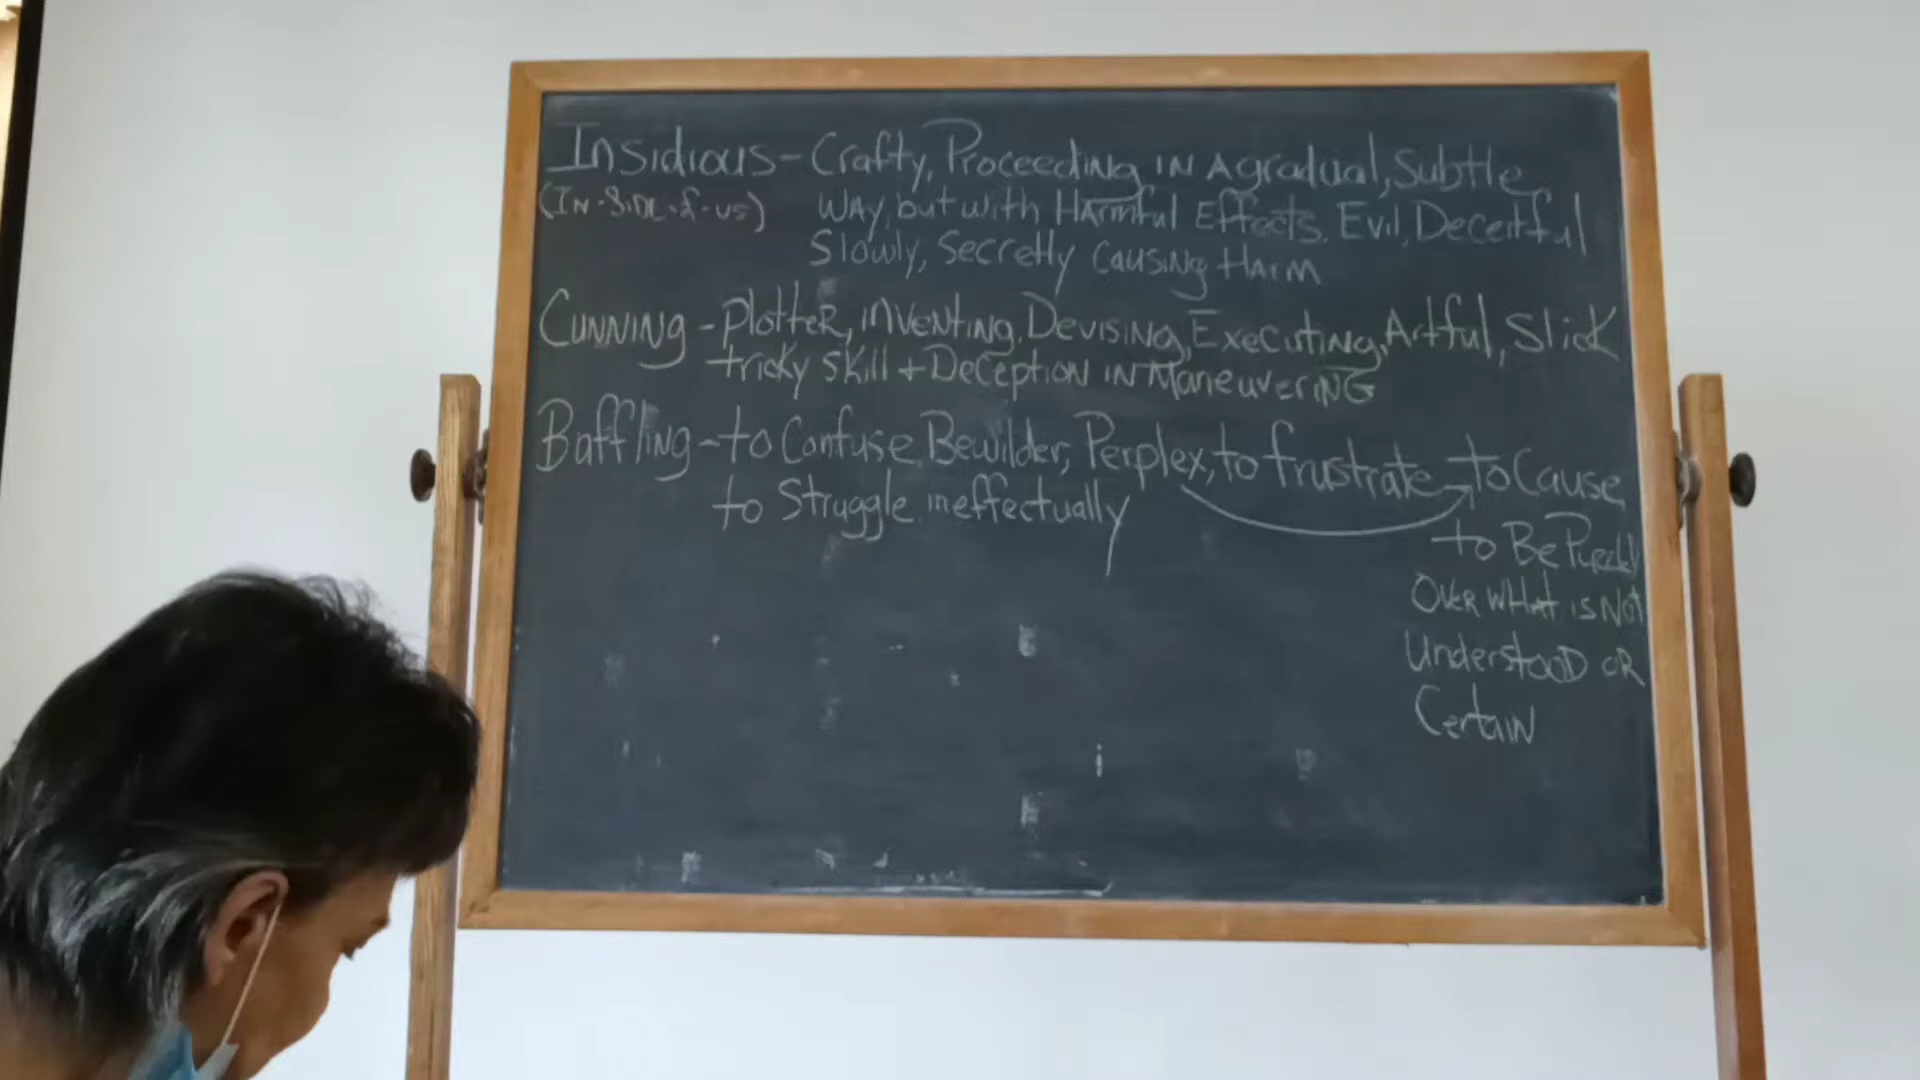 Insidious - Crafty, Proceeding IN A gradual, Subtle
(IN-SIDE-of-us) WAY, but with Harmful Effects. Evil, Deceitful
Slowly, Secretly Causing Harm
Cunning - Plotter, inventing, Devising, Executing, Artful, Slick
tricky skill + Deception IN Maneuvering
Baffling - to Confuse, Bewilder, Perplex, to frustrate - to Cause
to Struggle ineffectually
to Be
Over What is Not
Understood or
Certain